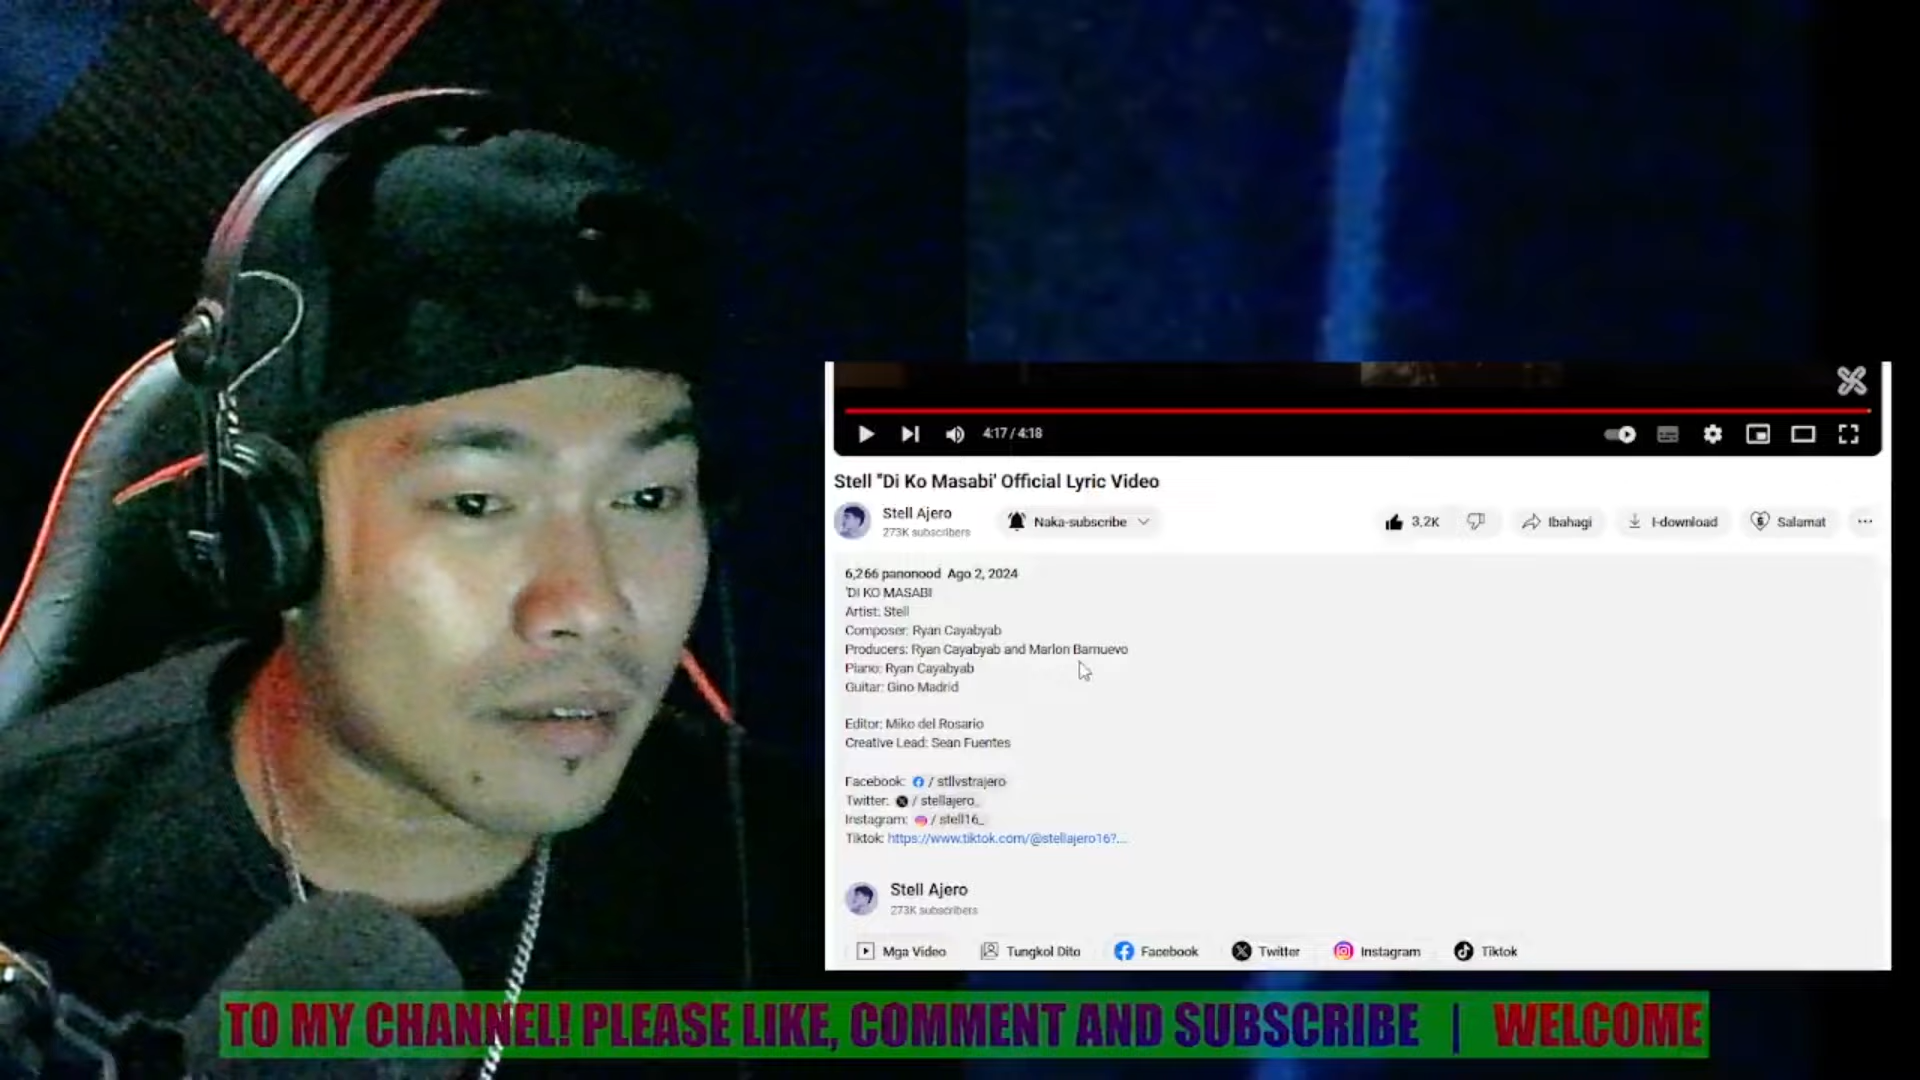 4:17 / 4:18
Stell "Di Ko Masabi' Official Lyric Video
Stell Ajero
273K subscribers
Naka-subscribe
3.2K
Ibahagi
I-download
Salamat
6,266 panonood Ago 2, 2024
'DI KO MASABI
Artist: Stell
Composer: Ryan Cayabyab
Producers: Ryan Cayabyab and Marlon Barnuevo
Piano: Ryan Cayabyab
Guitar: Gino Madrid
Editor: Miko del Rosario
Creative Lead: Sean Fuentes
Facebook: / stllvstrajero
Twitter: / stellajero_
Instagram: / stell16_
Tiktok: https://www.tiktok.com/@stellajero16?...
Stell Ajero
273K subscribers
Mga Video
Tungkol Dito
Facebook
Twitter
Instagram
Tiktok
TO MY CHANNEL! PLEASE LIKE, COMMENT AND SUBSCRIBE | WELCOME